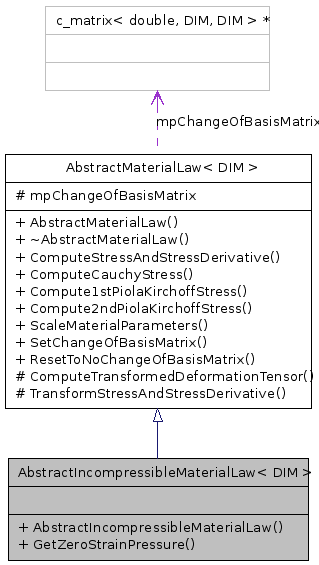 c_matrix< double, DIM, DIM > *
mpChangeOfBasisMatrix
AbstractMaterialLaw< DIM >
# mpChangeOfBasisMatrix
+ AbstractMaterialLaw()
+ ~AbstractMaterialLaw()
+ ComputeStressAndStressDerivative()
+ ComputeCauchyStress()
+ Compute1stPiolaKirchoffStress()
+ Compute2ndPiolaKirchoffStress()
+ ScaleMaterialParameters()
+ SetChangeOfBasisMatrix()
+ ResetToNoChangeOfBasisMatrix()
# ComputeTransformedDeformationTensor()
# TransformStressAndStressDerivative()
AbstractIncompressibleMaterialLaw< DIM >
+ AbstractIncompressibleMaterialLaw()
+ GetZeroStrainPressure()